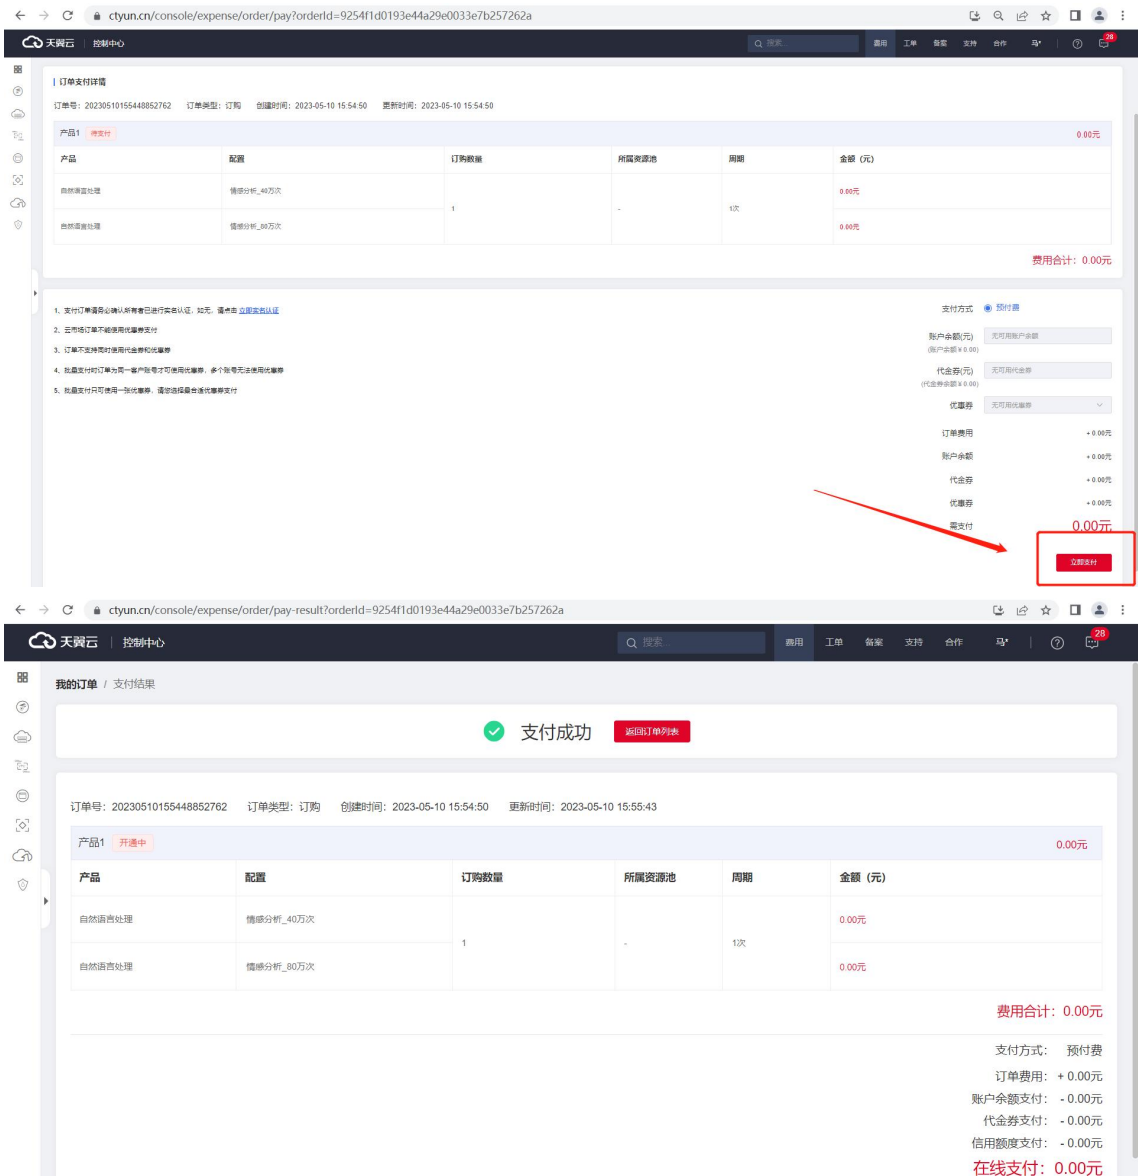 ctyun.cn/console/expense/order/pay?orderId=9254f1d0193e44a29e0033e7b257262a
天翼云 控制中心 搜索... 费用 工单 备案 支持 合作 马* 28
订单支付详情
订单号：20230510155448852762 订单类型：订购 创建时间：2023-05-10 15:54:50 更新时间：2023-05-10 15:54:50
产品1 待支付 0.00元
产品 配置 订购数量 所属资源池 周期 金额（元）
自然语言处理 情感分析_40万次 0.00元
1 - 1次
自然语言处理 情感分析_80万次 0.00元
费用合计：0.00元
1、支付订单请务必确认所有者已进行实名认证，如无，请点击 立即实名认证
2、云市场订单不能使用优惠券支付
3、订单不支持同时使用代金券和优惠券
4、批量支付时订单为同一客户账号才可使用优惠券，多个账号无法使用优惠券
5、批量支付只可使用一张优惠券，请您选择最合适优惠券支付
支付方式 预付费
账户余额(元) 无可用账户余额
(账户余额￥0.00)
代金券(元) 无可用代金券
(代金券余额￥0.00)
优惠券 无可用优惠券
订单费用 + 0.00元
账户余额 + 0.00元
代金券 + 0.00元
优惠券 + 0.00元
需支付 0.00元
立即支付
ctyun.cn/console/expense/order/pay-result?orderId=9254f1d0193e44a29e0033e7b257262a
天翼云 控制中心 搜索... 费用 工单 备案 支持 合作 马* 28
我的订单 / 支付结果
支付成功 返回订单列表
订单号：20230510155448852762 订单类型：订购 创建时间：2023-05-10 15:54:50 更新时间：2023-05-10 15:55:43
产品1 开通中 0.00元
产品 配置 订购数量 所属资源池 周期 金额（元）
自然语言处理 情感分析_40万次 0.00元
1 - 1次
自然语言处理 情感分析_80万次 0.00元
费用合计：0.00元
支付方式： 预付费
订单费用：+ 0.00元
账户余额支付：- 0.00元
代金券支付：- 0.00元
信用额度支付：- 0.00元
在线支付：0.00元